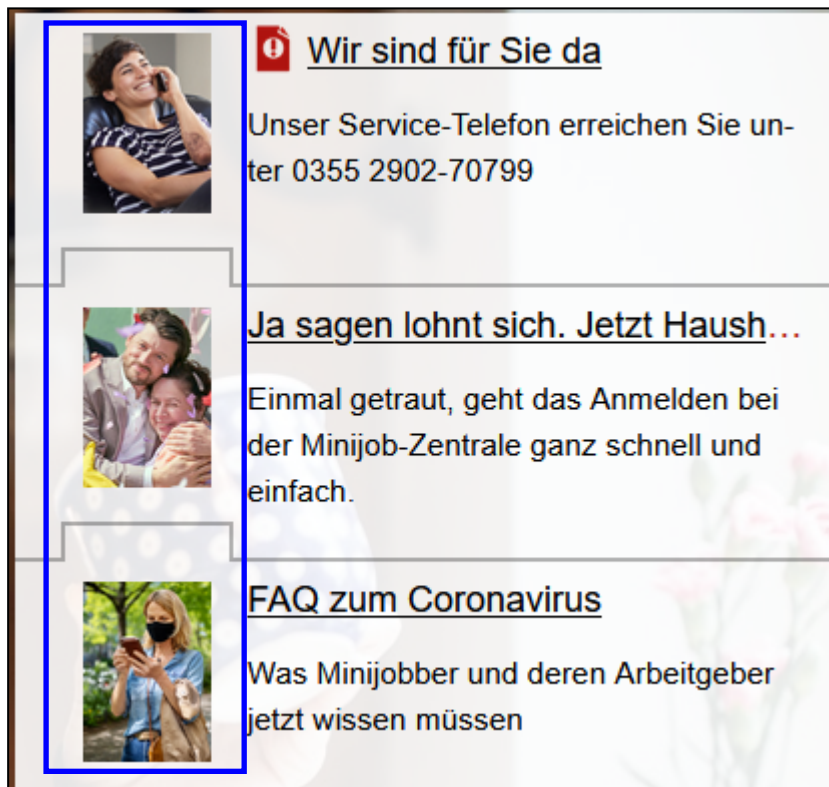 Wir sind für Sie da
Unser Service-Telefon erreichen Sie un-
ter 0355 2902-70799
Ja sagen lohnt sich. Jetzt Haush...
Einmal getraut, geht das Anmelden bei
der Minijob-Zentrale ganz schnell und
einfach.
FAQ zum Coronavirus
Was Minijobber und deren Arbeitgeber
jetzt wissen müssen